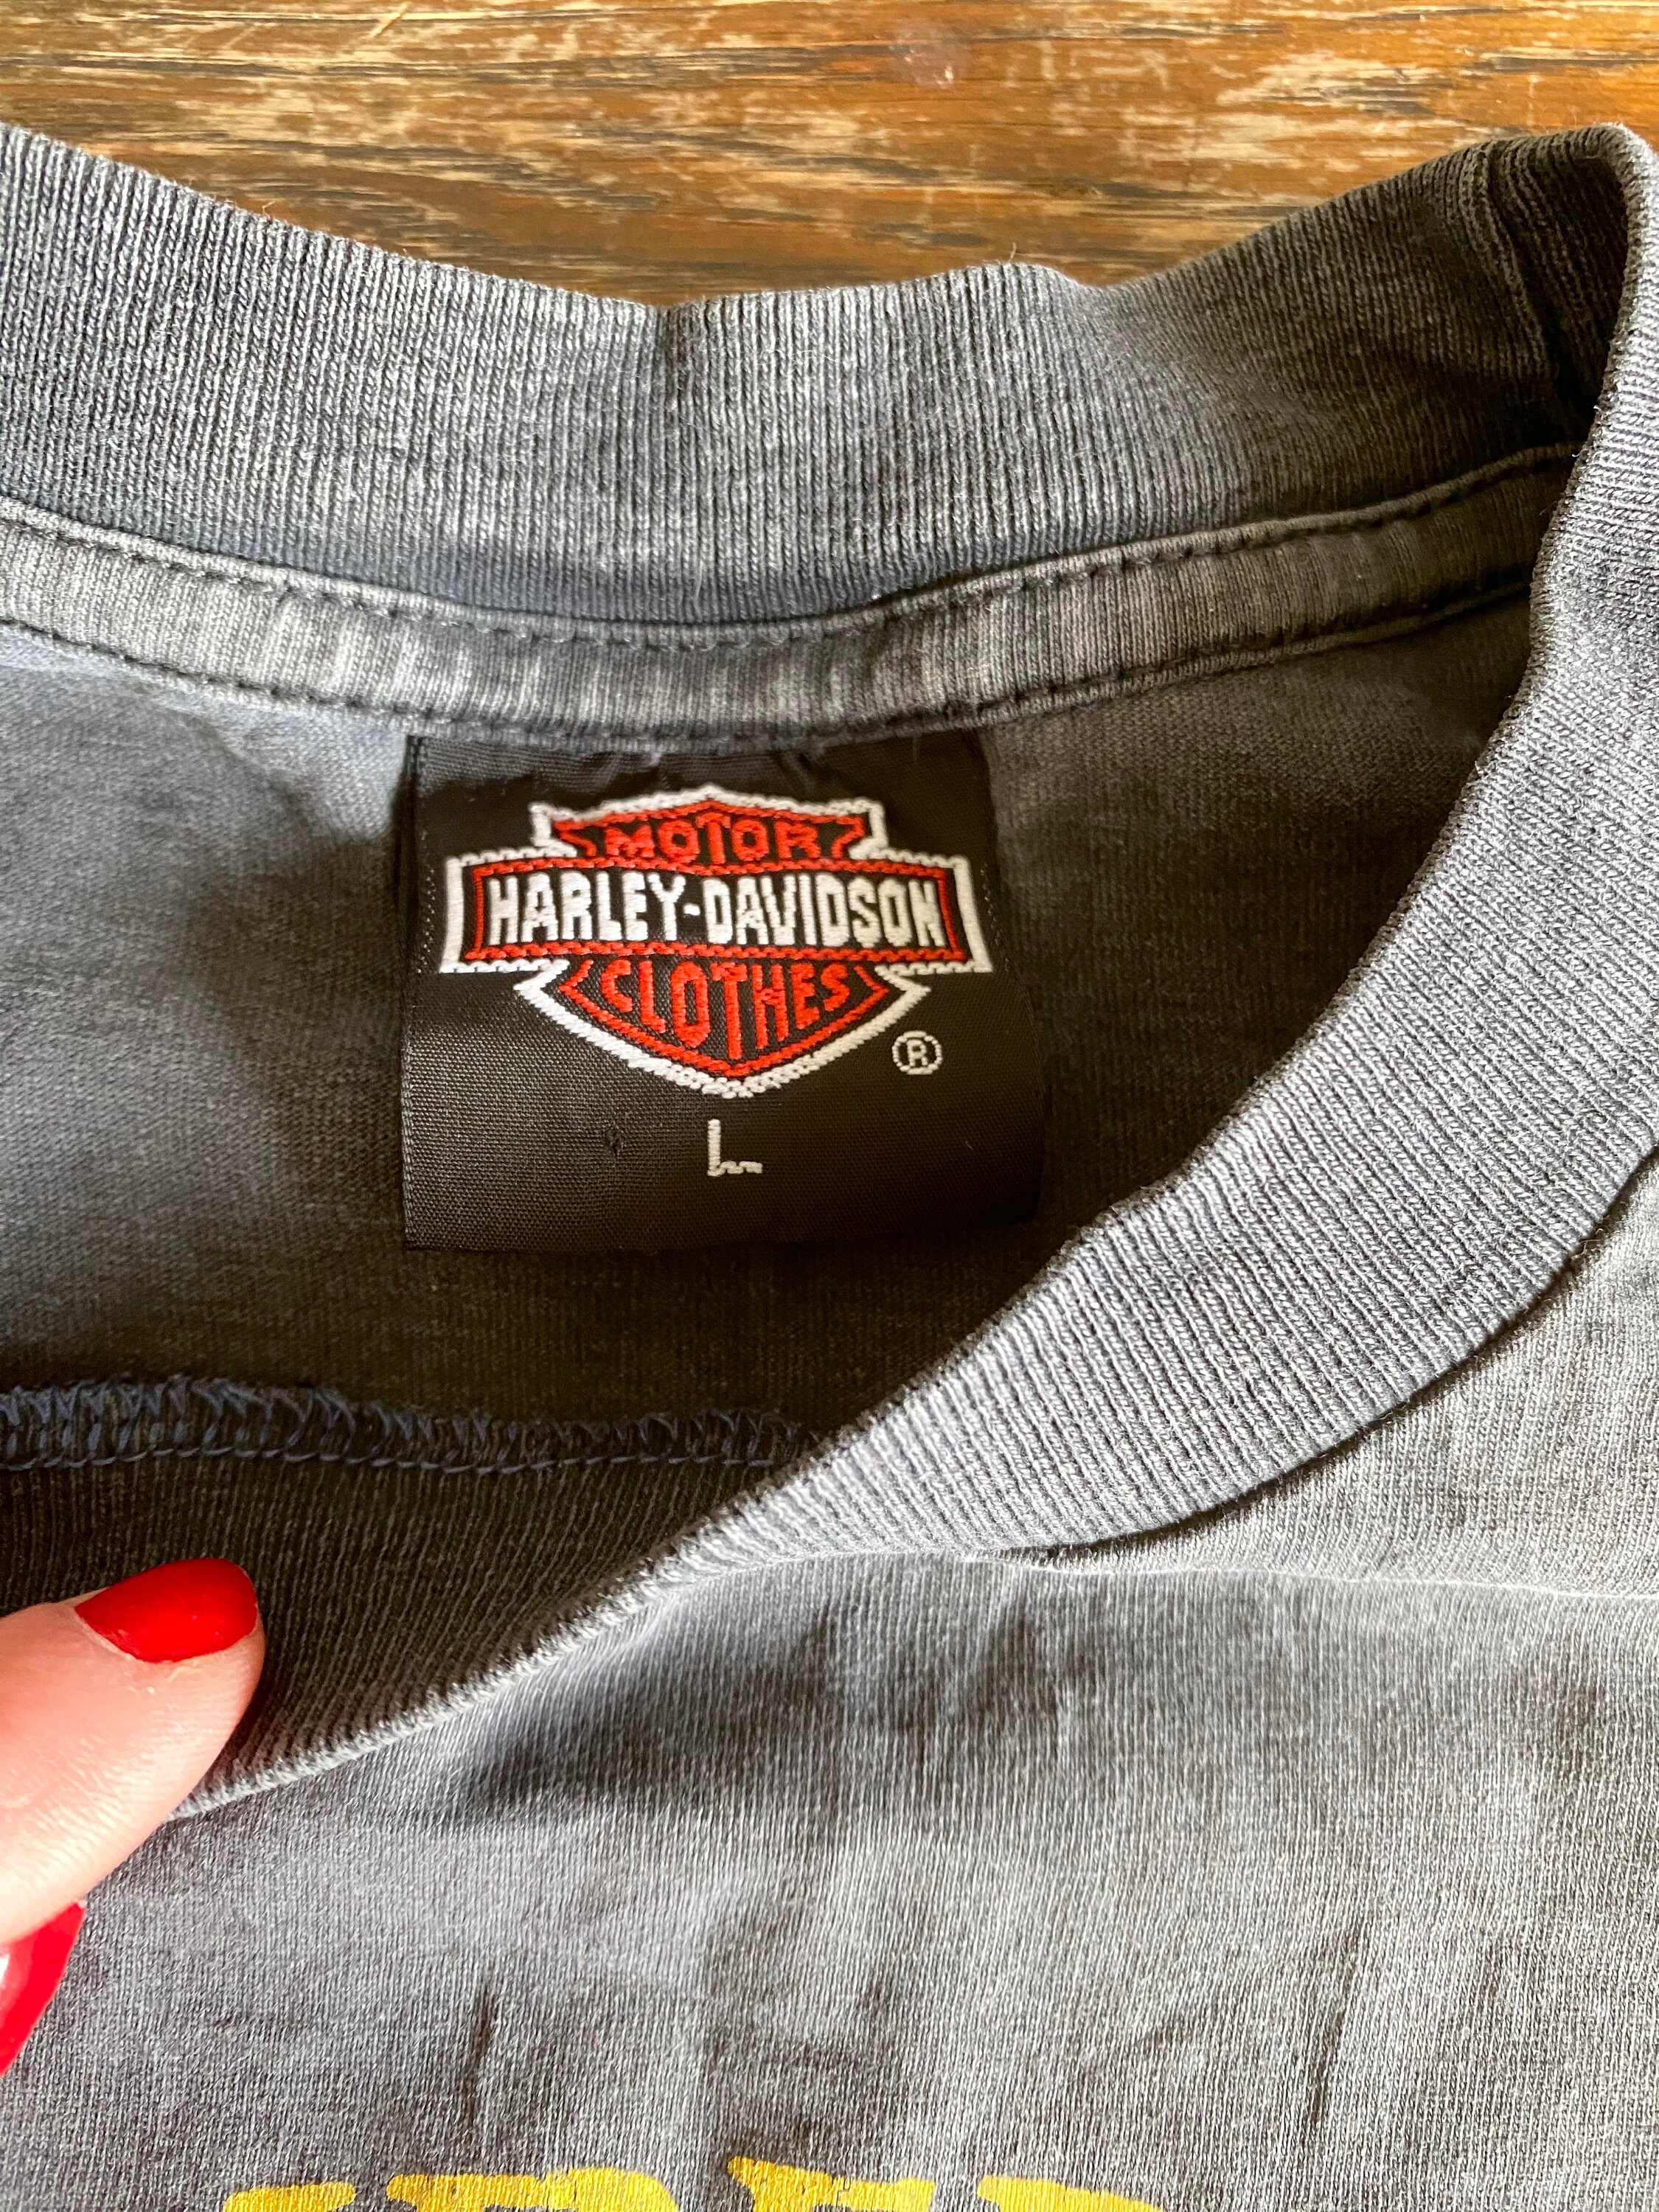 MOTOR
HARLEY-DAVIDSON
CLOTHES
®
L